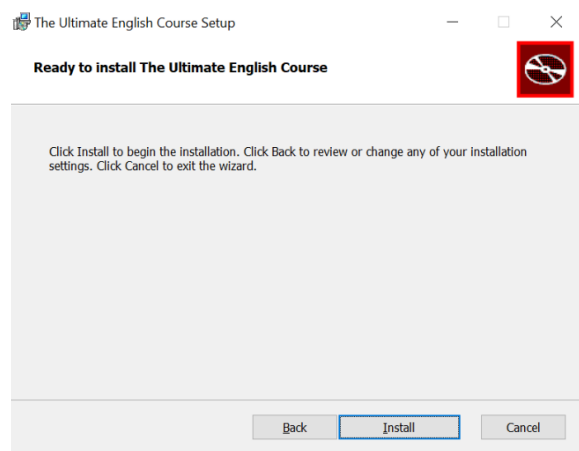 The Ultimate English Course Setup
Ready to install The Ultimate English Course
Click Install to begin the installation. Click Back to review or change any of your installation
settings. Click Cancel to exit the wizard.
Back Install Cancel